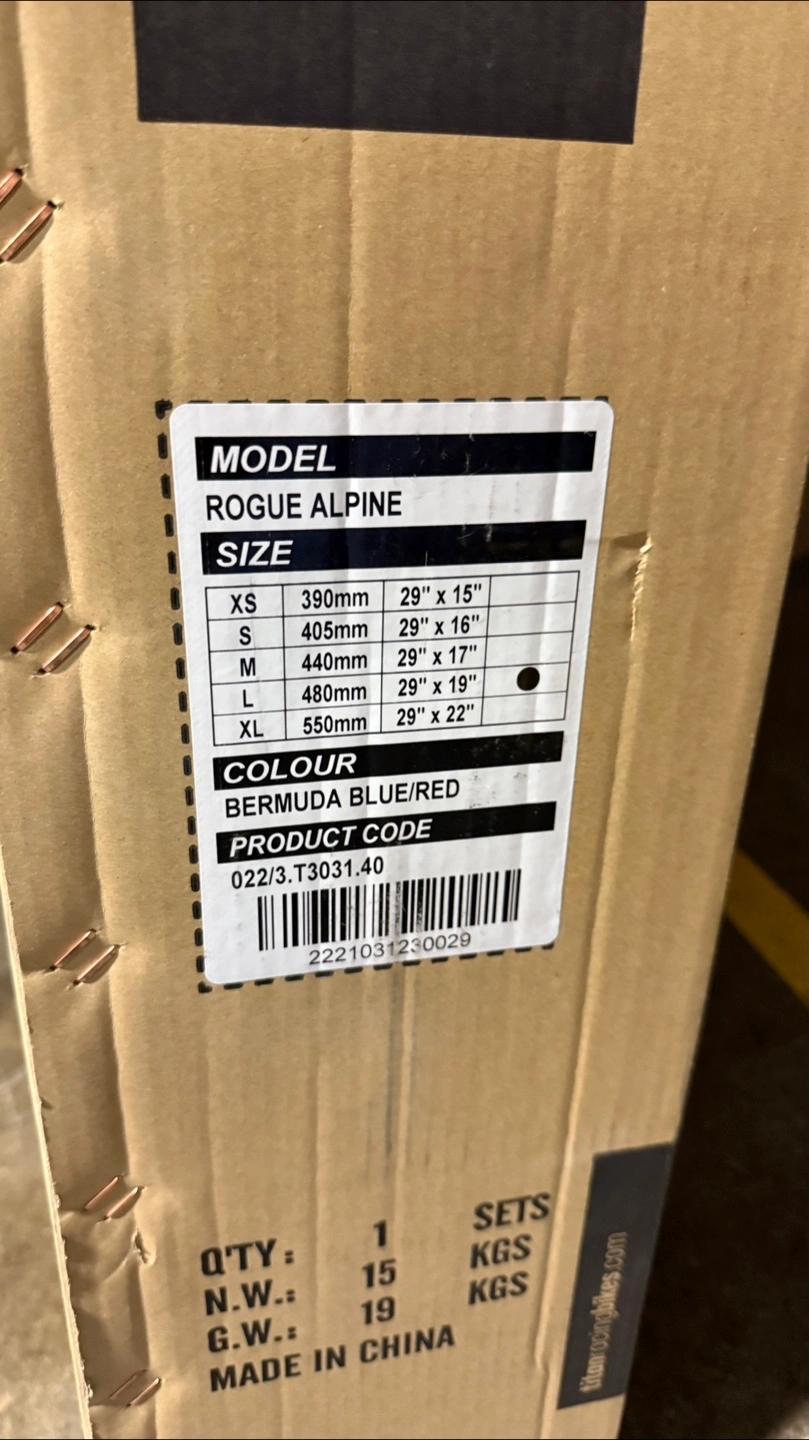 MODEL
ROGUE ALPINE
SIZE
XS 390mm 29" x 15"
S 405mm 29" x 16"
M 440mm 29" x 17"
L 480mm 29" x 19"
XL 550mm 29" x 22"
COLOUR
BERMUDA BLUE/RED
PRODUCT CODE
022/3.T3031.40
2221031230029
Q'TY: 1 SETS
N.W.: 15 KGS
G.W.: 19 KGS
MADE IN CHINA
titanracingbikes.com